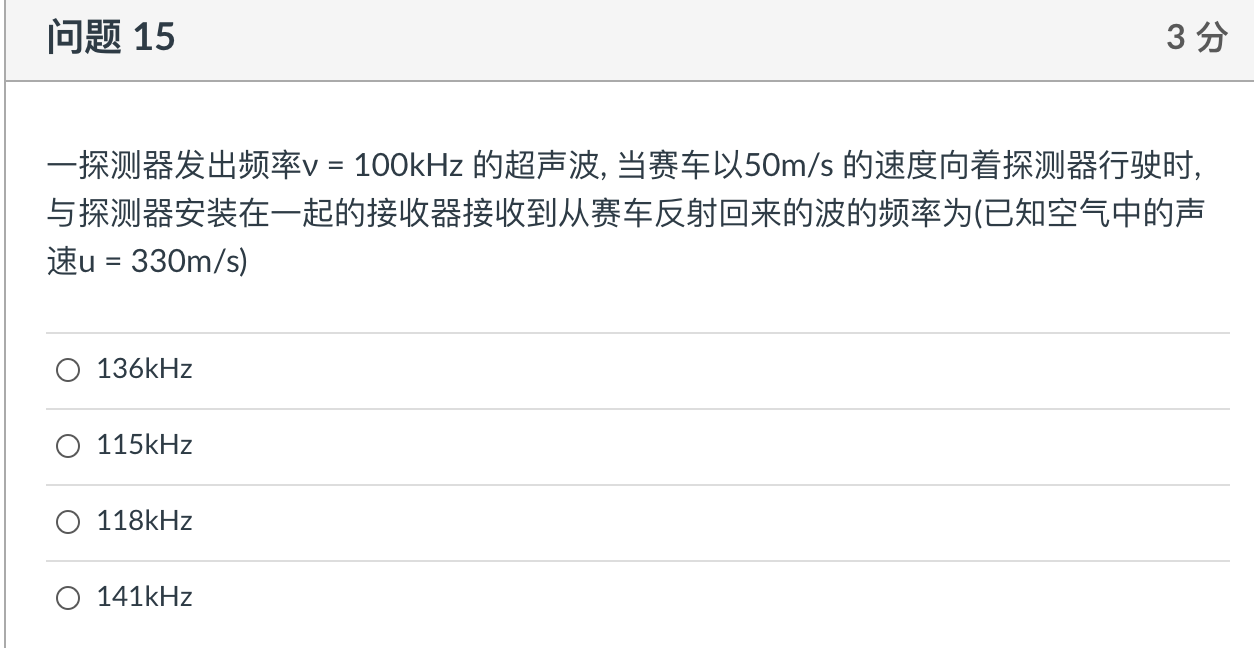 问题 15
3 分
一探测器发出频率v = 100kHz 的超声波, 当赛车以50m/s 的速度向着探测器行驶时,
与探测器安装在一起的接收器接收到从赛车反射回来的波的频率为(已知空气中的声
速u = 330m/s)
136kHz
115kHz
118kHz
141kHz